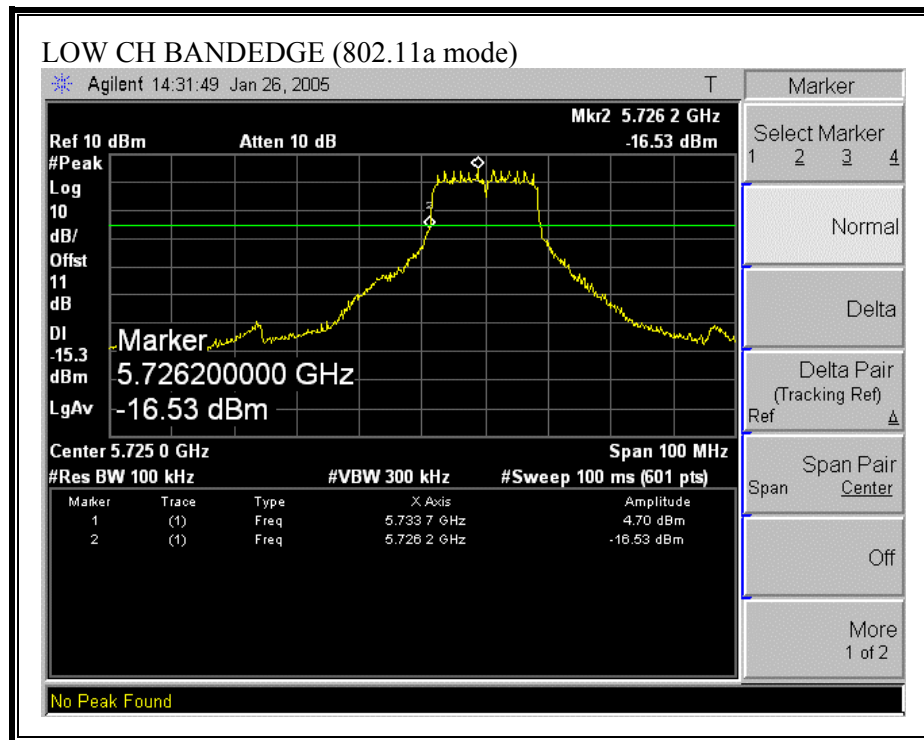 LOW CH BANDEDGE (802.11a mode)
Agilent 14:31:49 Jan 26, 2005 T
Mkr2 5.726 2 GHz
Ref 10 dBm Atten 10 dB -16.53 dBm
#Peak
Log
10
dB/
Offst
11
dB
DI
-15.3
dBm
LgAv
2
Marker
5.726200000 GHz
-16.53 dBm
Center 5.725 0 GHz Span 100 MHz
#Res BW 100 kHz #VBW 300 kHz #Sweep 100 ms (601 pts)
Marker Trace Type X Axis Amplitude
1 (1) Freq 5.733 7 GHz 4.70 dBm
2 (1) Freq 5.726 2 GHz -16.53 dBm
No Peak Found
Marker
Select Marker
1 2 3 4
Normal
Delta
Delta Pair
(Tracking Ref)
Ref Δ
Span Pair
Span Center
Off
More
1 of 2